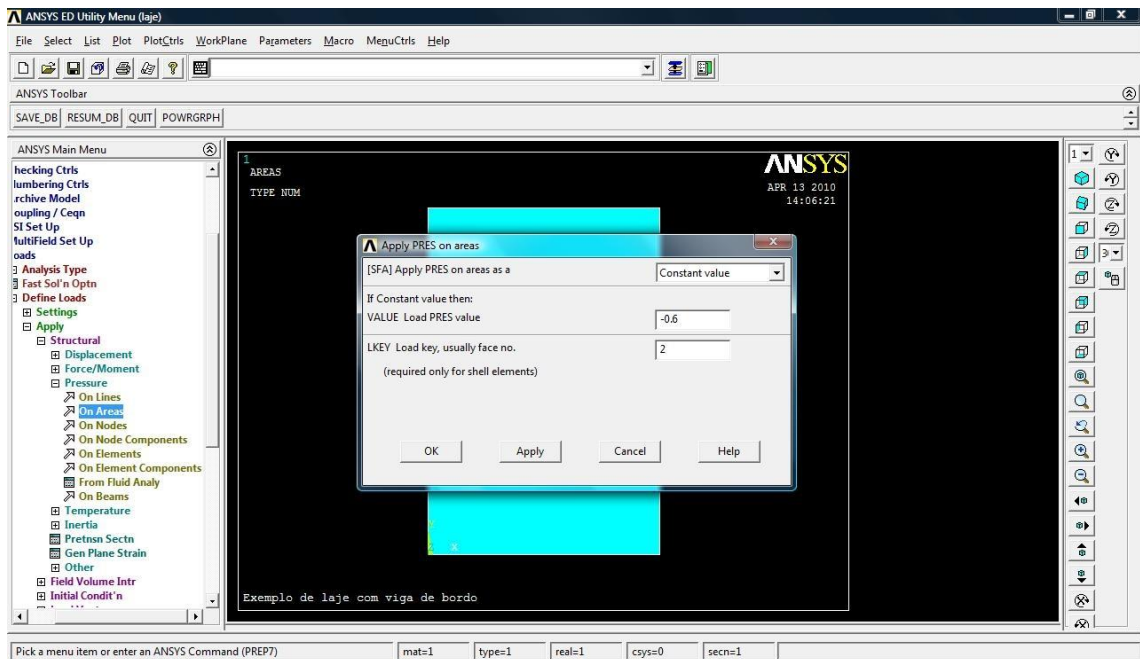 ANSYS ED Utility Menu (laje)
File Select List Plot PlotCtrls WorkPlane Parameters Macro MenuCtrls Help
ANSYS Toolbar
SAVE_DB RESUM_DB QUIT POWRGRPH
ANSYS Main Menu
hecking Ctrls
lumbering Ctrls
rchive Model
oupling / Ceqn
SI Set Up
MultiField Set Up
oads
Analysis Type
Fast Sol'n Optn
Define Loads
Settings
Apply
Structural
Displacement
Force/Moment
Pressure
On Lines
On Areas
On Nodes
On Node Components
On Elements
On Element Components
From Fluid Analy
On Beams
Temperature
Inertia
Pretnsn Sectn
Gen Plane Strain
Other
Field Volume Intr
Initial Condit'n
1
AREAS
TYPE NUM
ANSYS
APR 13 2010
14:06:21
Apply PRES on areas
[SFA] Apply PRES on areas as a Constant value
If Constant value then:
VALUE Load PRES value -0.6
LKEY Load key, usually face no. 2
(required only for shell elements)
OK Apply Cancel Help
X
Exemplo de laje com viga de bordo
1
3
Pick a menu item or enter an ANSYS Command (PREP7) mat=1 type=1 real=1 csys=0 secn=1